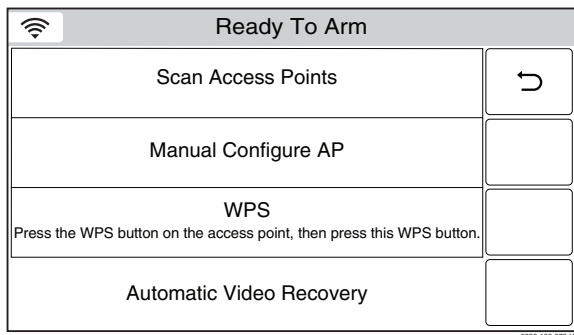 Ready To Arm
Scan Access Points
Manual Configure AP
WPS
Press the WPS button on the access point, then press this WPS button.
Automatic Video Recovery